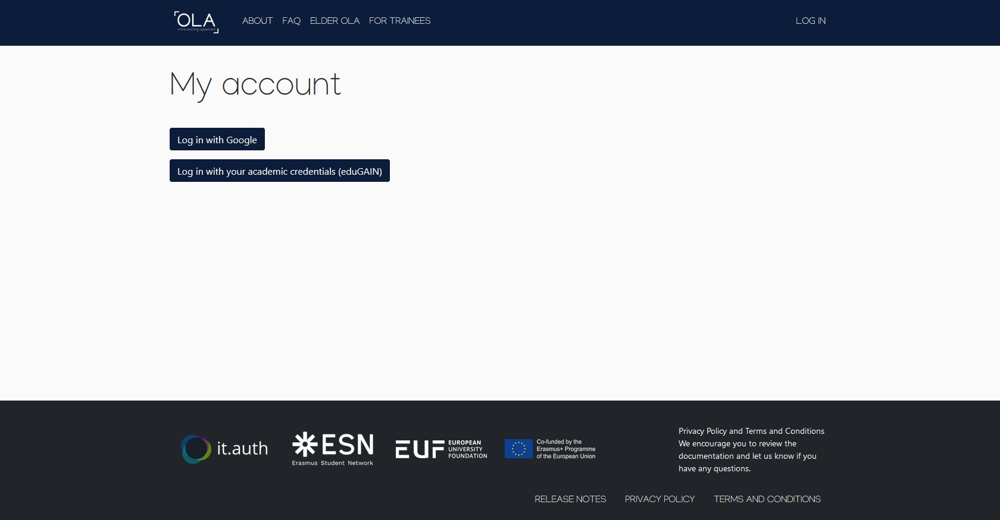 OLA
online learning agreement
ABOUT FAQ ELDER OLA FOR TRAINEES LOG IN
My account
Log in with Google
Log in with your academic credentials (eduGAIN)
it.auth
ESN
Erasmus Student Network
EUF
EUROPEAN
UNIVERSITY
FOUNDATION
Co-funded by the
Erasmus+ Programme
of the European Union
Privacy Policy and Terms and Conditions
We encourage you to review the
documentation and let us know if you
have any questions.
RELEASE NOTES PRIVACY POLICY TERMS AND CONDITIONS